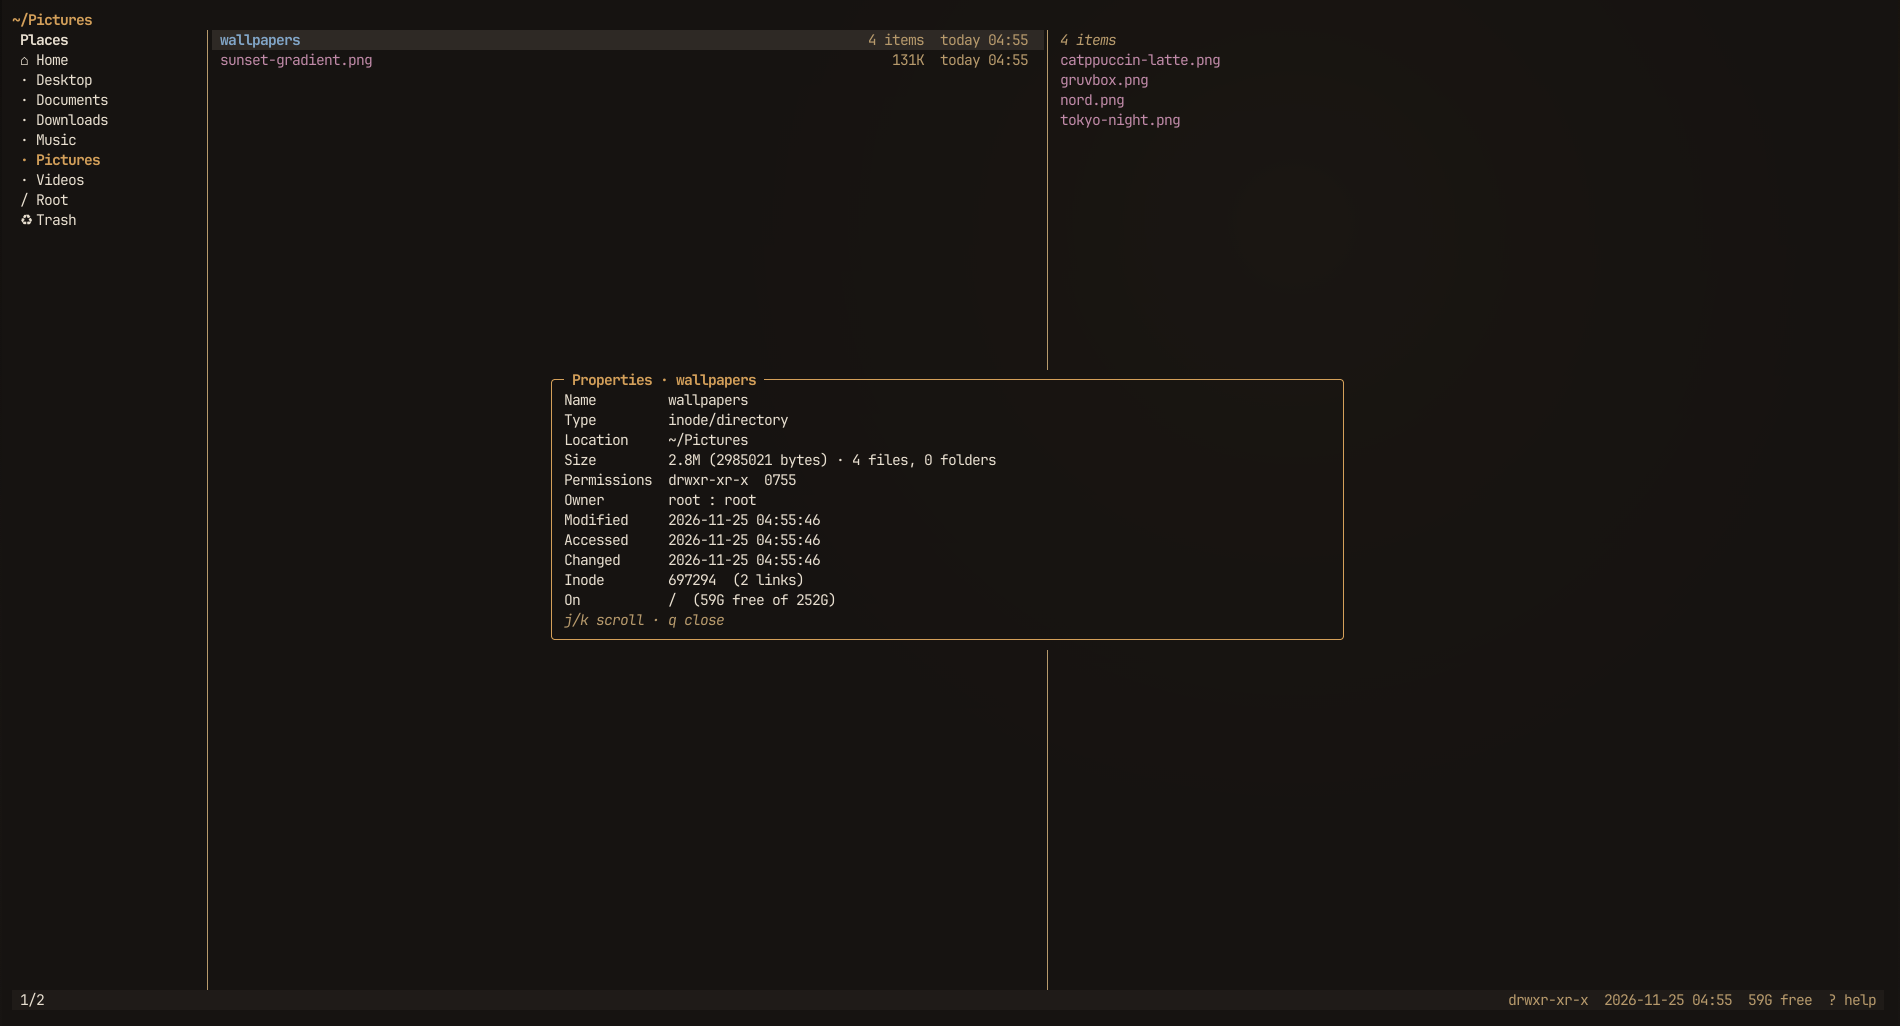 ~/Pictures
Places
⌂ Home
· Desktop
· Documents
· Downloads
· Music
· Pictures
· Videos
/ Root
♻ Trash
wallpapers 4 items today 04:55
sunset-gradient.png 131K today 04:55
4 items
catppuccin-latte.png
gruvbox.png
nord.png
tokyo-night.png
Properties · wallpapers
Name wallpapers
Type inode/directory
Location ~/Pictures
Size 2.8M (2985021 bytes) · 4 files, 0 folders
Permissions drwxr-xr-x 0755
Owner root : root
Modified 2026-11-25 04:55:46
Accessed 2026-11-25 04:55:46
Changed 2026-11-25 04:55:46
Inode 697294 (2 links)
On / (59G free of 252G)
j/k scroll · q close
1/2 drwxr-xr-x 2026-11-25 04:55 59G free ? help